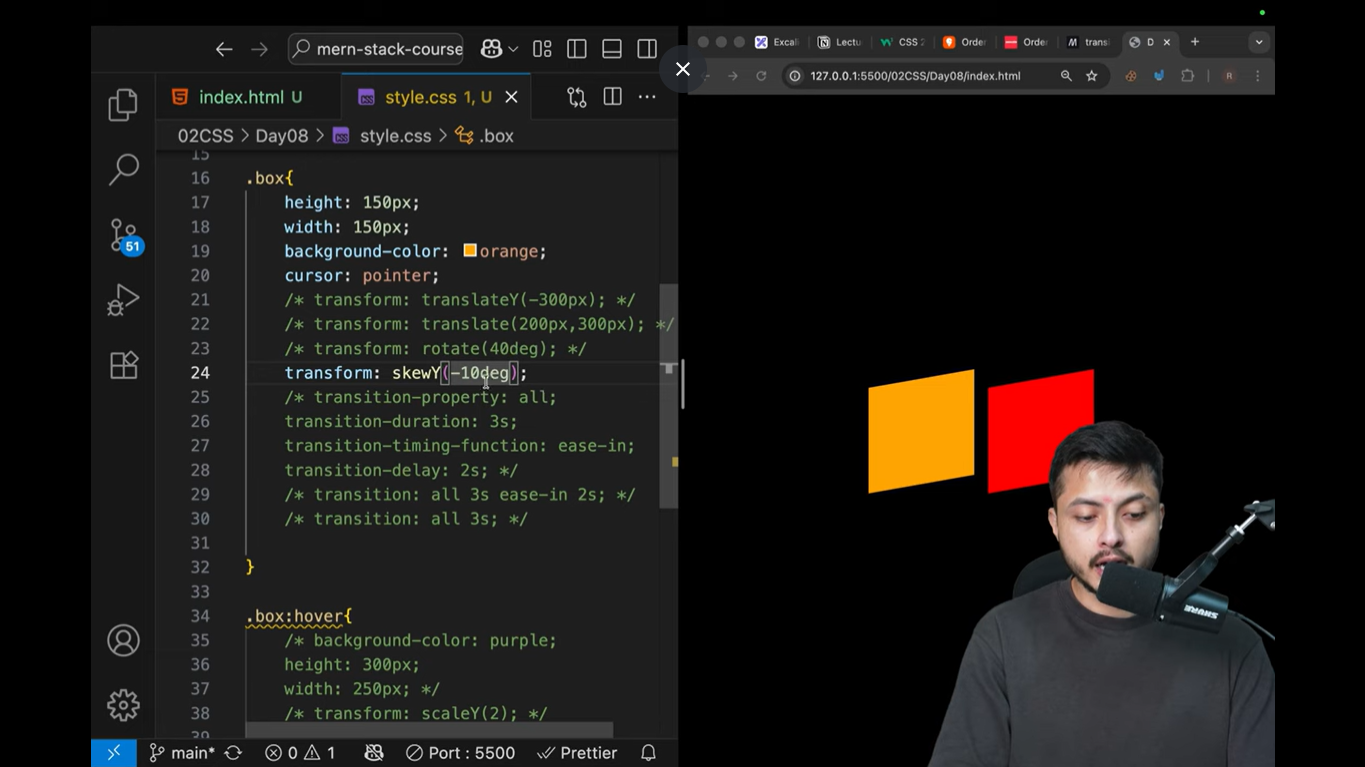 mern-stack-course
index.html U
style.css 1, U
02CSS > Day08 > style.css > .box
15
16 .box{
17 height: 150px;
18 width: 150px;
19 background-color: orange;
20 cursor: pointer;
21 /* transform: translateY(-300px); */
22 /* transform: translate(200px,300px); */
23 /* transform: rotate(40deg); */
24 transform: skewY(-10deg);
25 /* transition-property: all;
26 transition-duration: 3s;
27 transition-timing-function: ease-in;
28 transition-delay: 2s; */
29 /* transition: all 3s ease-in 2s; */
30 /* transition: all 3s; */
31
32 }
33
34 .box:hover{
35 /* background-color: purple;
36 height: 300px;
37 width: 250px; */
38 /* transform: scaleY(2); */
39
51
main* 0 1 Port : 5500 Prettier
Excal Lectu CSS 2 Order Order trans D
127.0.0.1:5500/02CSS/Day08/index.html
R
SHURE